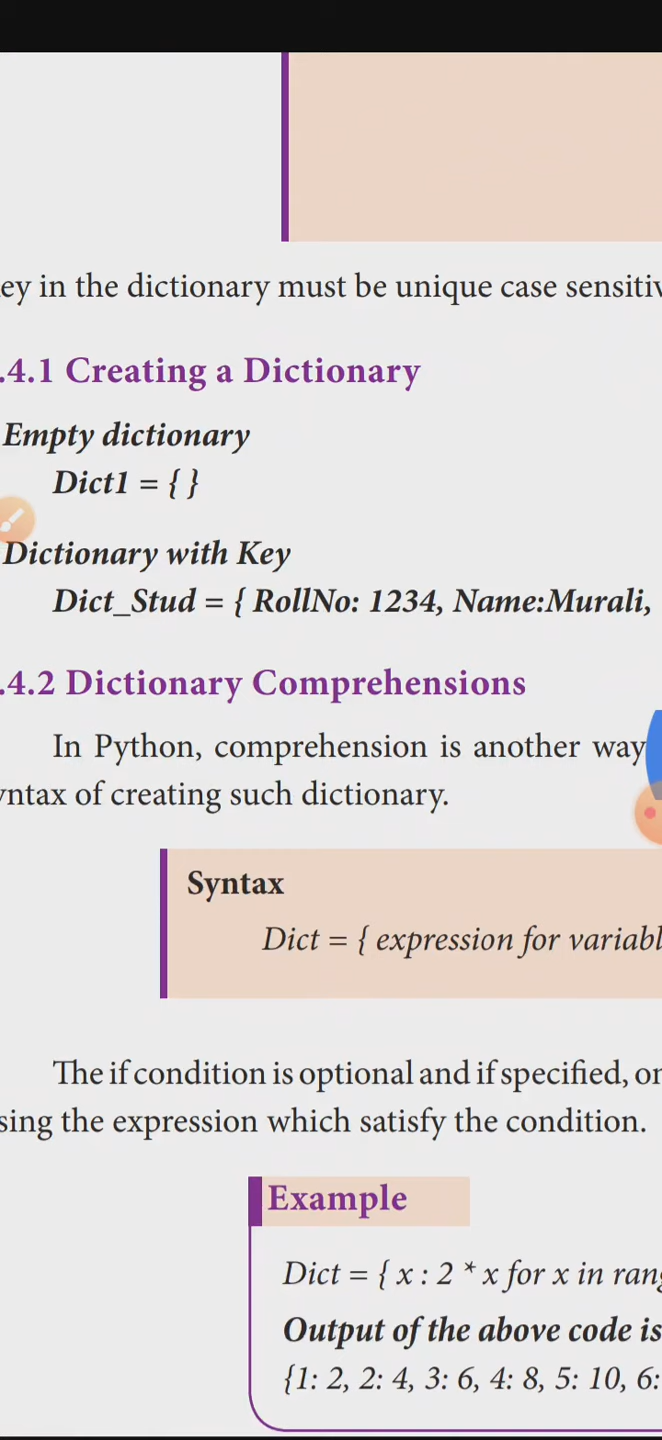 ey in the dictionary must be unique case sensitiv
.4.1 Creating a Dictionary
Empty dictionary
Dict1 = { }
Dictionary with Key
Dict_Stud = { RollNo: 1234, Name:Murali,
.4.2 Dictionary Comprehensions
In Python, comprehension is another way
yntax of creating such dictionary.
Syntax
Dict = { expression for variabl
The if condition is optional and if specified, on
sing the expression which satisfy the condition.
Example
Dict = { x : 2 * x for x in rang
Output of the above code is
{1: 2, 2: 4, 3: 6, 4: 8, 5: 10, 6: